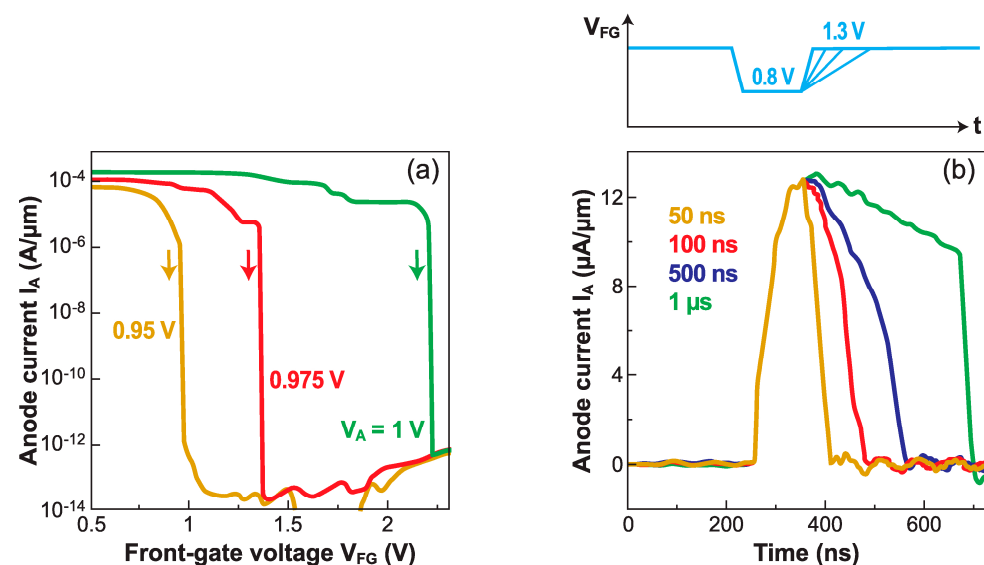 V_FG
1.3 V
0.8 V
t
(a)
Anode current I_A (A/μm)
10⁻⁴
10⁻⁶
10⁻⁸
10⁻¹⁰
10⁻¹²
10⁻¹⁴
0.95 V
0.975 V
V_A = 1 V
0.5
1
1.5
2
Front-gate voltage V_FG (V)
(b)
Anode current I_A (μA/μm)
12
8
4
0
50 ns
100 ns
500 ns
1 μs
0
200
400
600
Time (ns)